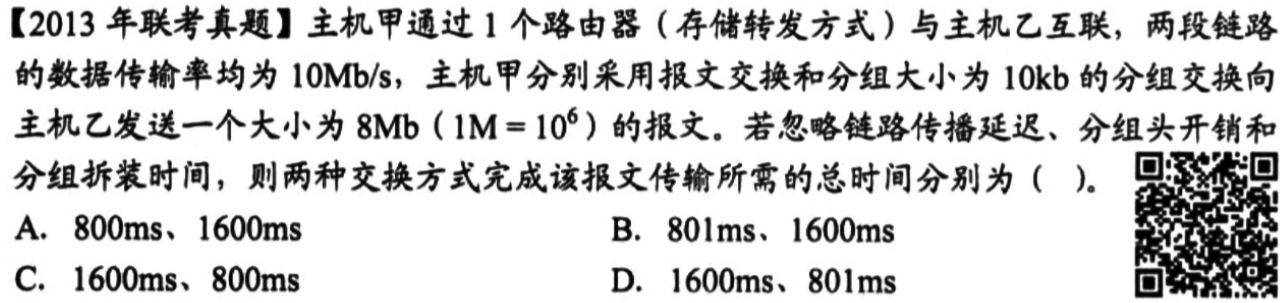 【2013 年联考真题】主机甲通过 1 个路由器（存储转发方式）与主机乙互联，两段链路
的数据传输率均为 10Mb/s，主机甲分别采用报文交换和分组大小为 10kb 的分组交换向
主机乙发送一个大小为 8Mb（1M = 10⁶）的报文。若忽略链路传播延迟、分组头开销和
分组拆装时间，则两种交换方式完成该报文传输所需的总时间分别为（ ）。
A. 800ms、1600ms B. 801ms、1600ms
C. 1600ms、800ms D. 1600ms、801ms